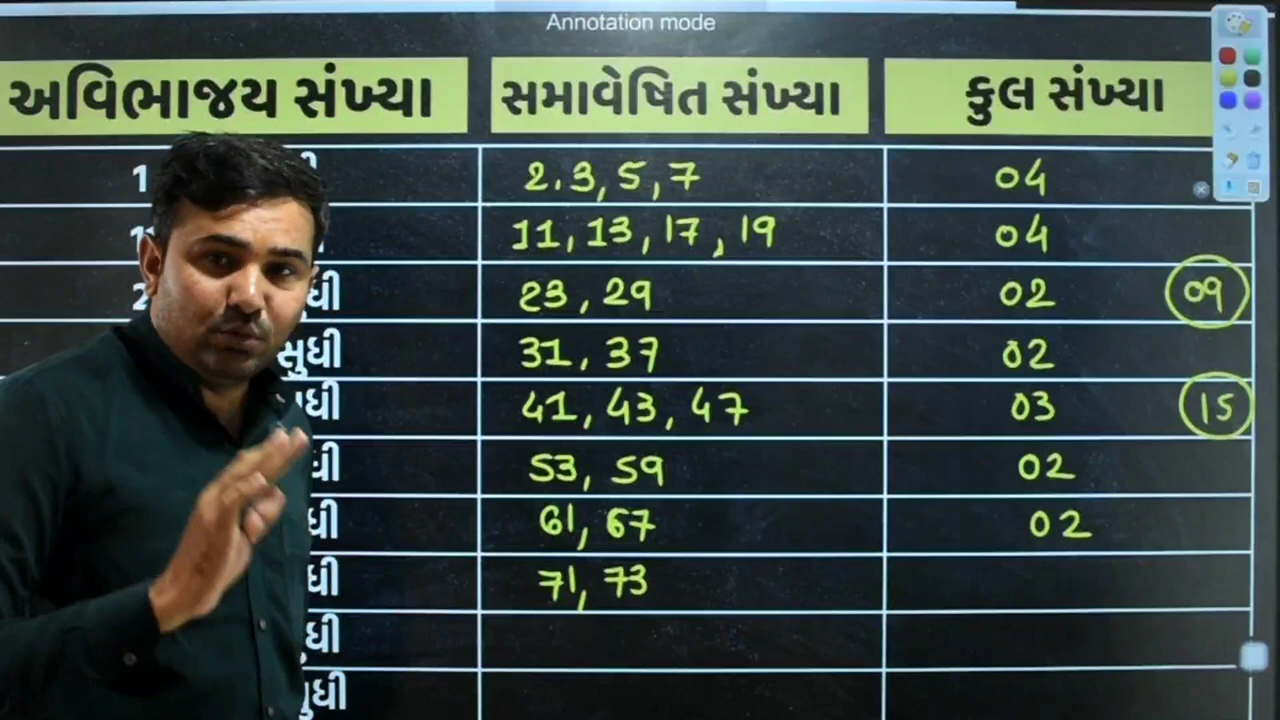 Annotation mode
અવિભાજય સંખ્યા સમાવેષિત સંખ્યા કુલ સંખ્યા
2.3, 5, 7 04
11, 13, 17, 19 04
23, 29 02 09
સુધી 31, 37 02
41, 43, 47 03 15
53, 59 02
61, 67 02
71, 73